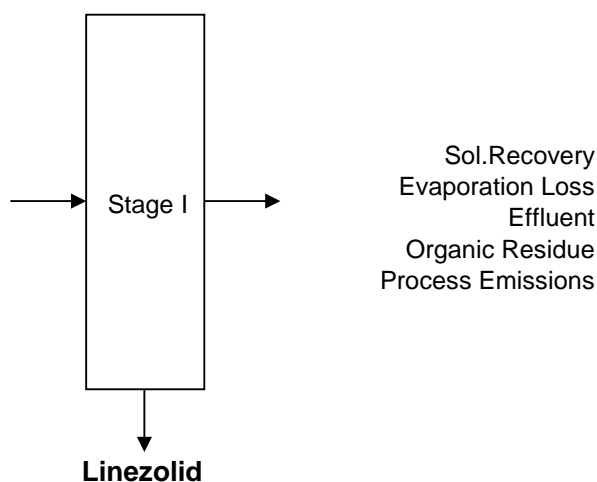 Stage I
Sol.Recovery
Evaporation Loss
Effluent
Organic Residue
Process Emissions
Linezolid